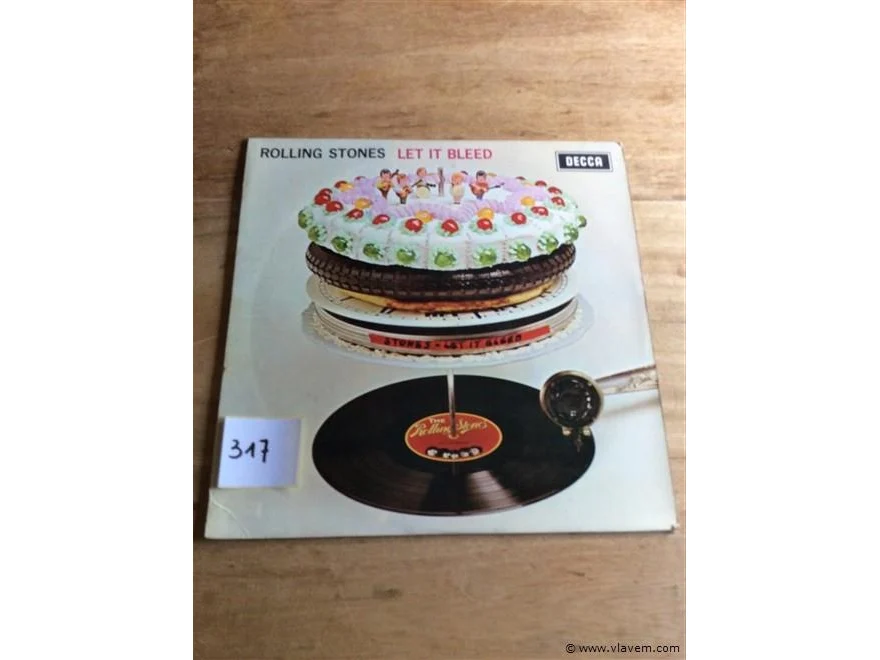 ROLLING STONES LET IT BLEED
DECCA
STONES - LET IT BLEED
THE
Rolling Stones
317
© www.vlavem.com